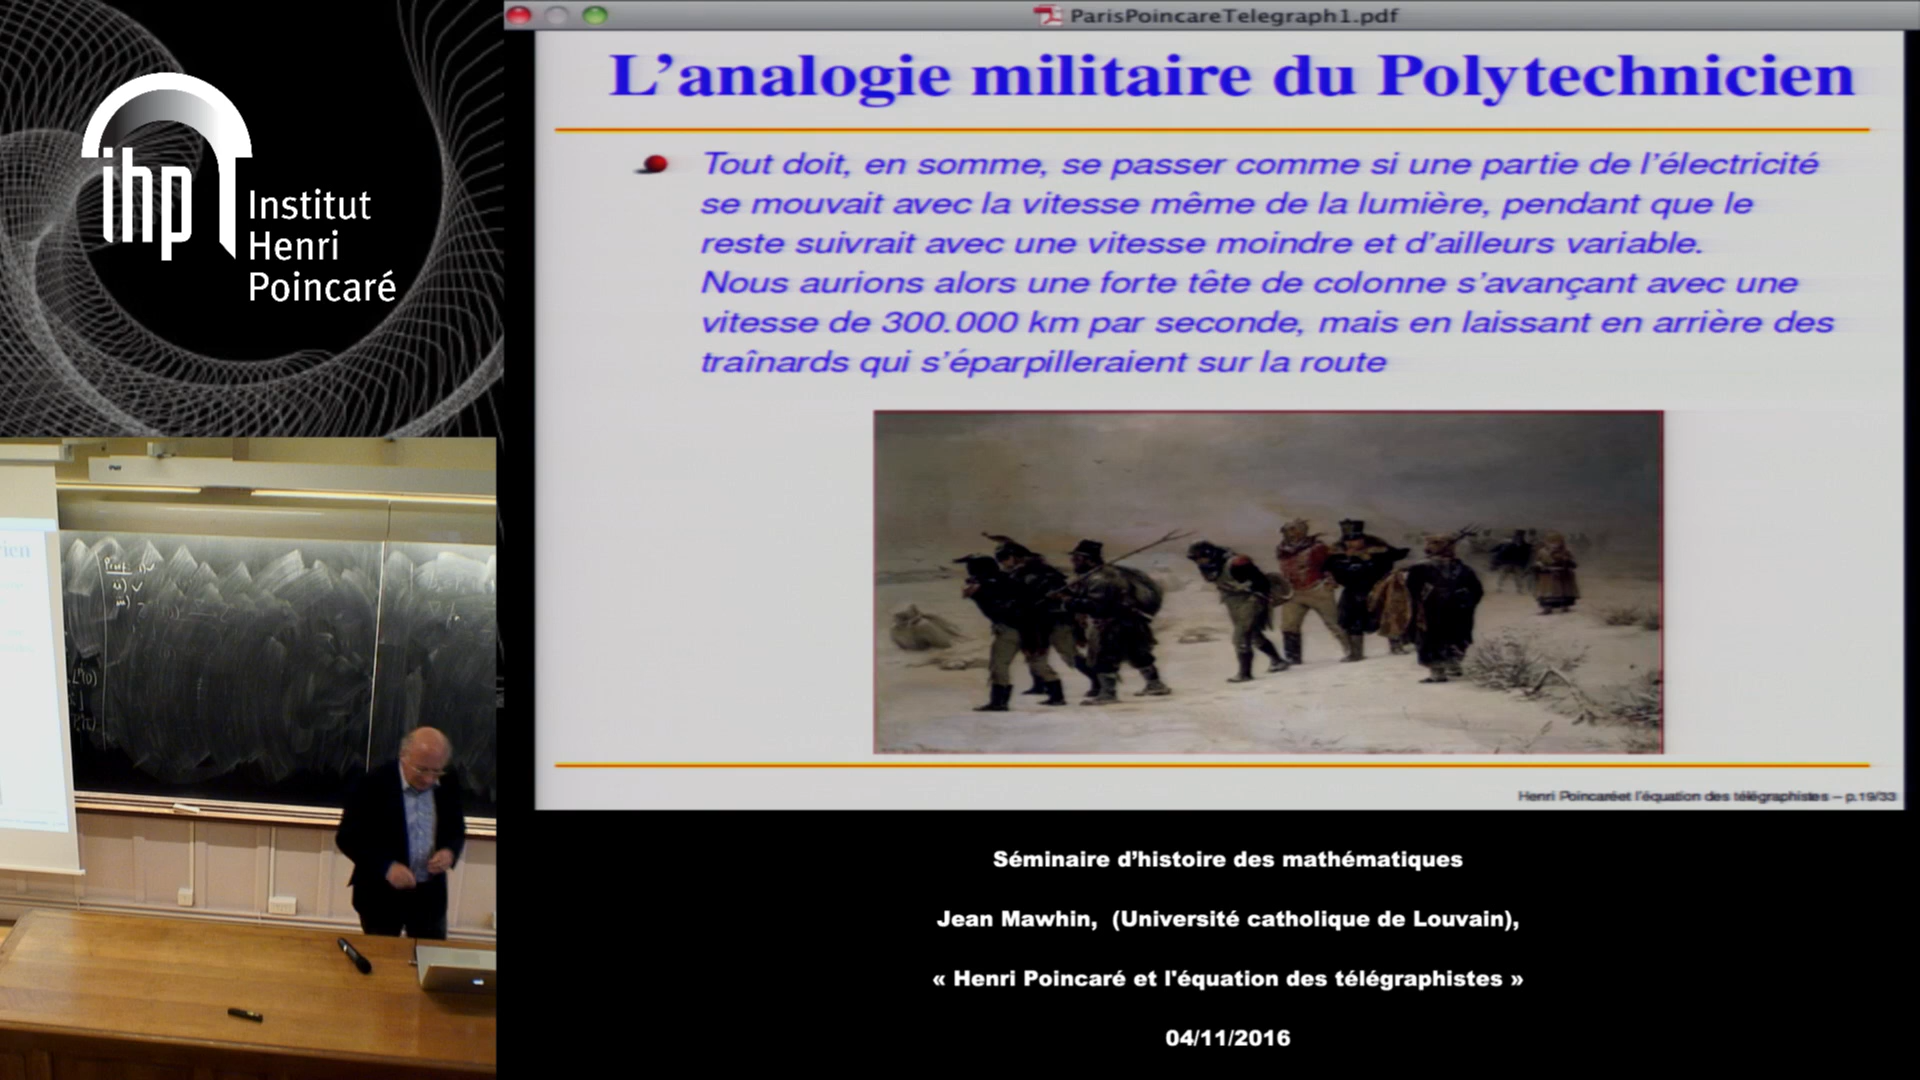 ParisPoincareTelegraph1.pdf
L'analogie militaire du Polytechnicien
Tout doit, en somme, se passer comme si une partie de l'électricité
se mouvait avec la vitesse même de la lumière, pendant que le
reste suivrait avec une vitesse moindre et d'ailleurs variable.
Nous aurions alors une forte tête de colonne s'avançant avec une
vitesse de 300.000 km par seconde, mais en laissant en arrière des
traînards qui s'éparpilleraient sur la route
Henri Poincaréet l'équation des télégraphistes – p.19/33
ihp
Institut
Henri
Poincaré
Séminaire d'histoire des mathématiques
Jean Mawhin, (Université catholique de Louvain),
« Henri Poincaré et l'équation des télégraphistes »
04/11/2016